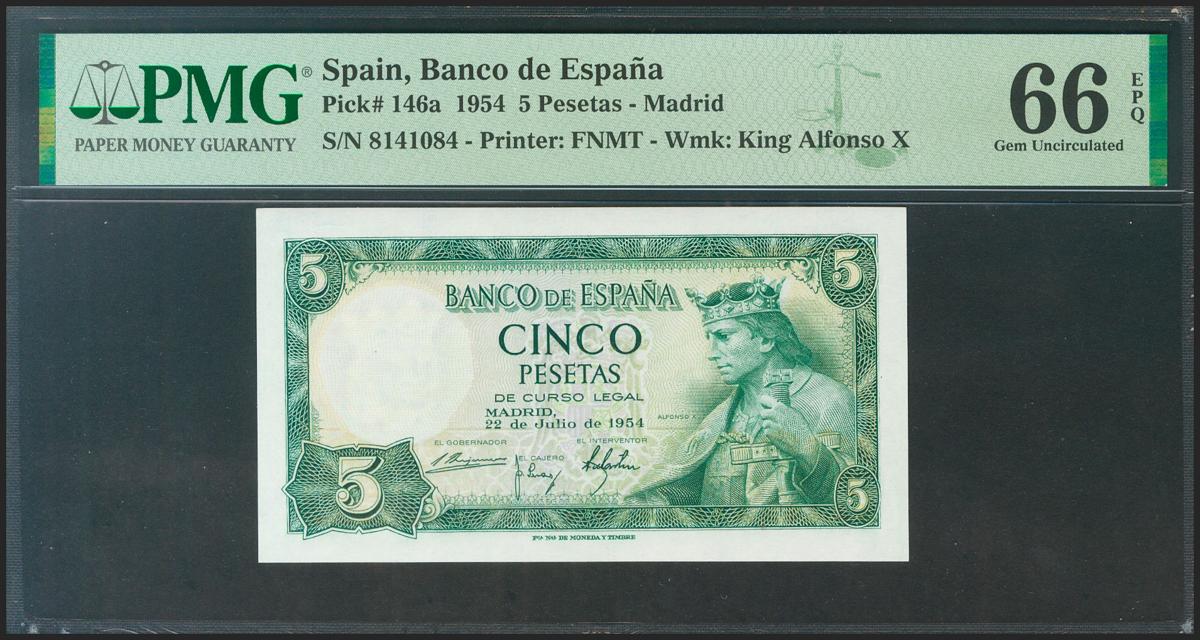 PMG®
PAPER MONEY GUARANTY
Spain, Banco de España
Pick# 146a 1954 5 Pesetas - Madrid
S/N 8141084 - Printer: FNMT - Wmk: King Alfonso X
66
EPQ
Gem Uncirculated
5
5
BANCO DE ESPAÑA
CINCO
PESETAS
DE CURSO LEGAL
MADRID,
22 de Julio de 1954
ALFONSO X
EL GOBERNADOR
EL CAJERO
EL INTERVENTOR
5
5
Fca. Nal. DE MONEDA Y TIMBRE